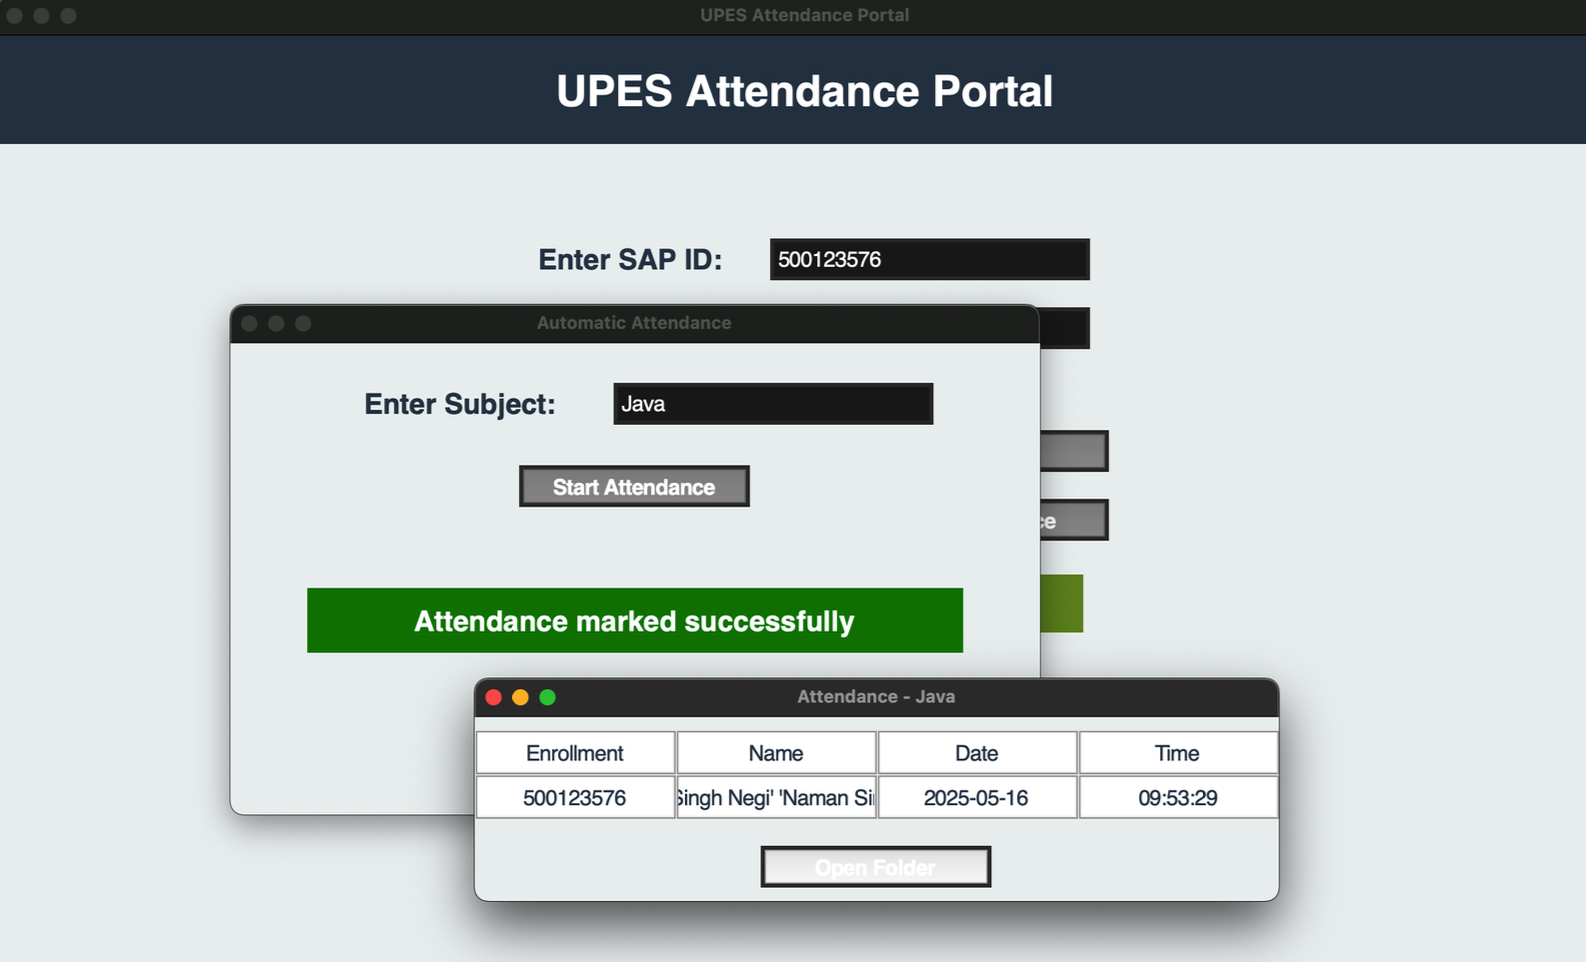 UPES Attendance Portal
UPES Attendance Portal
Enter SAP ID: 500123576
Automatic Attendance
Enter Subject: Java
Start Attendance
ce
Attendance marked successfully
Attendance - Java
Enrollment Name Date Time
500123576 Singh Negi' 'Naman Si 2025-05-16 09:53:29
Open Folder